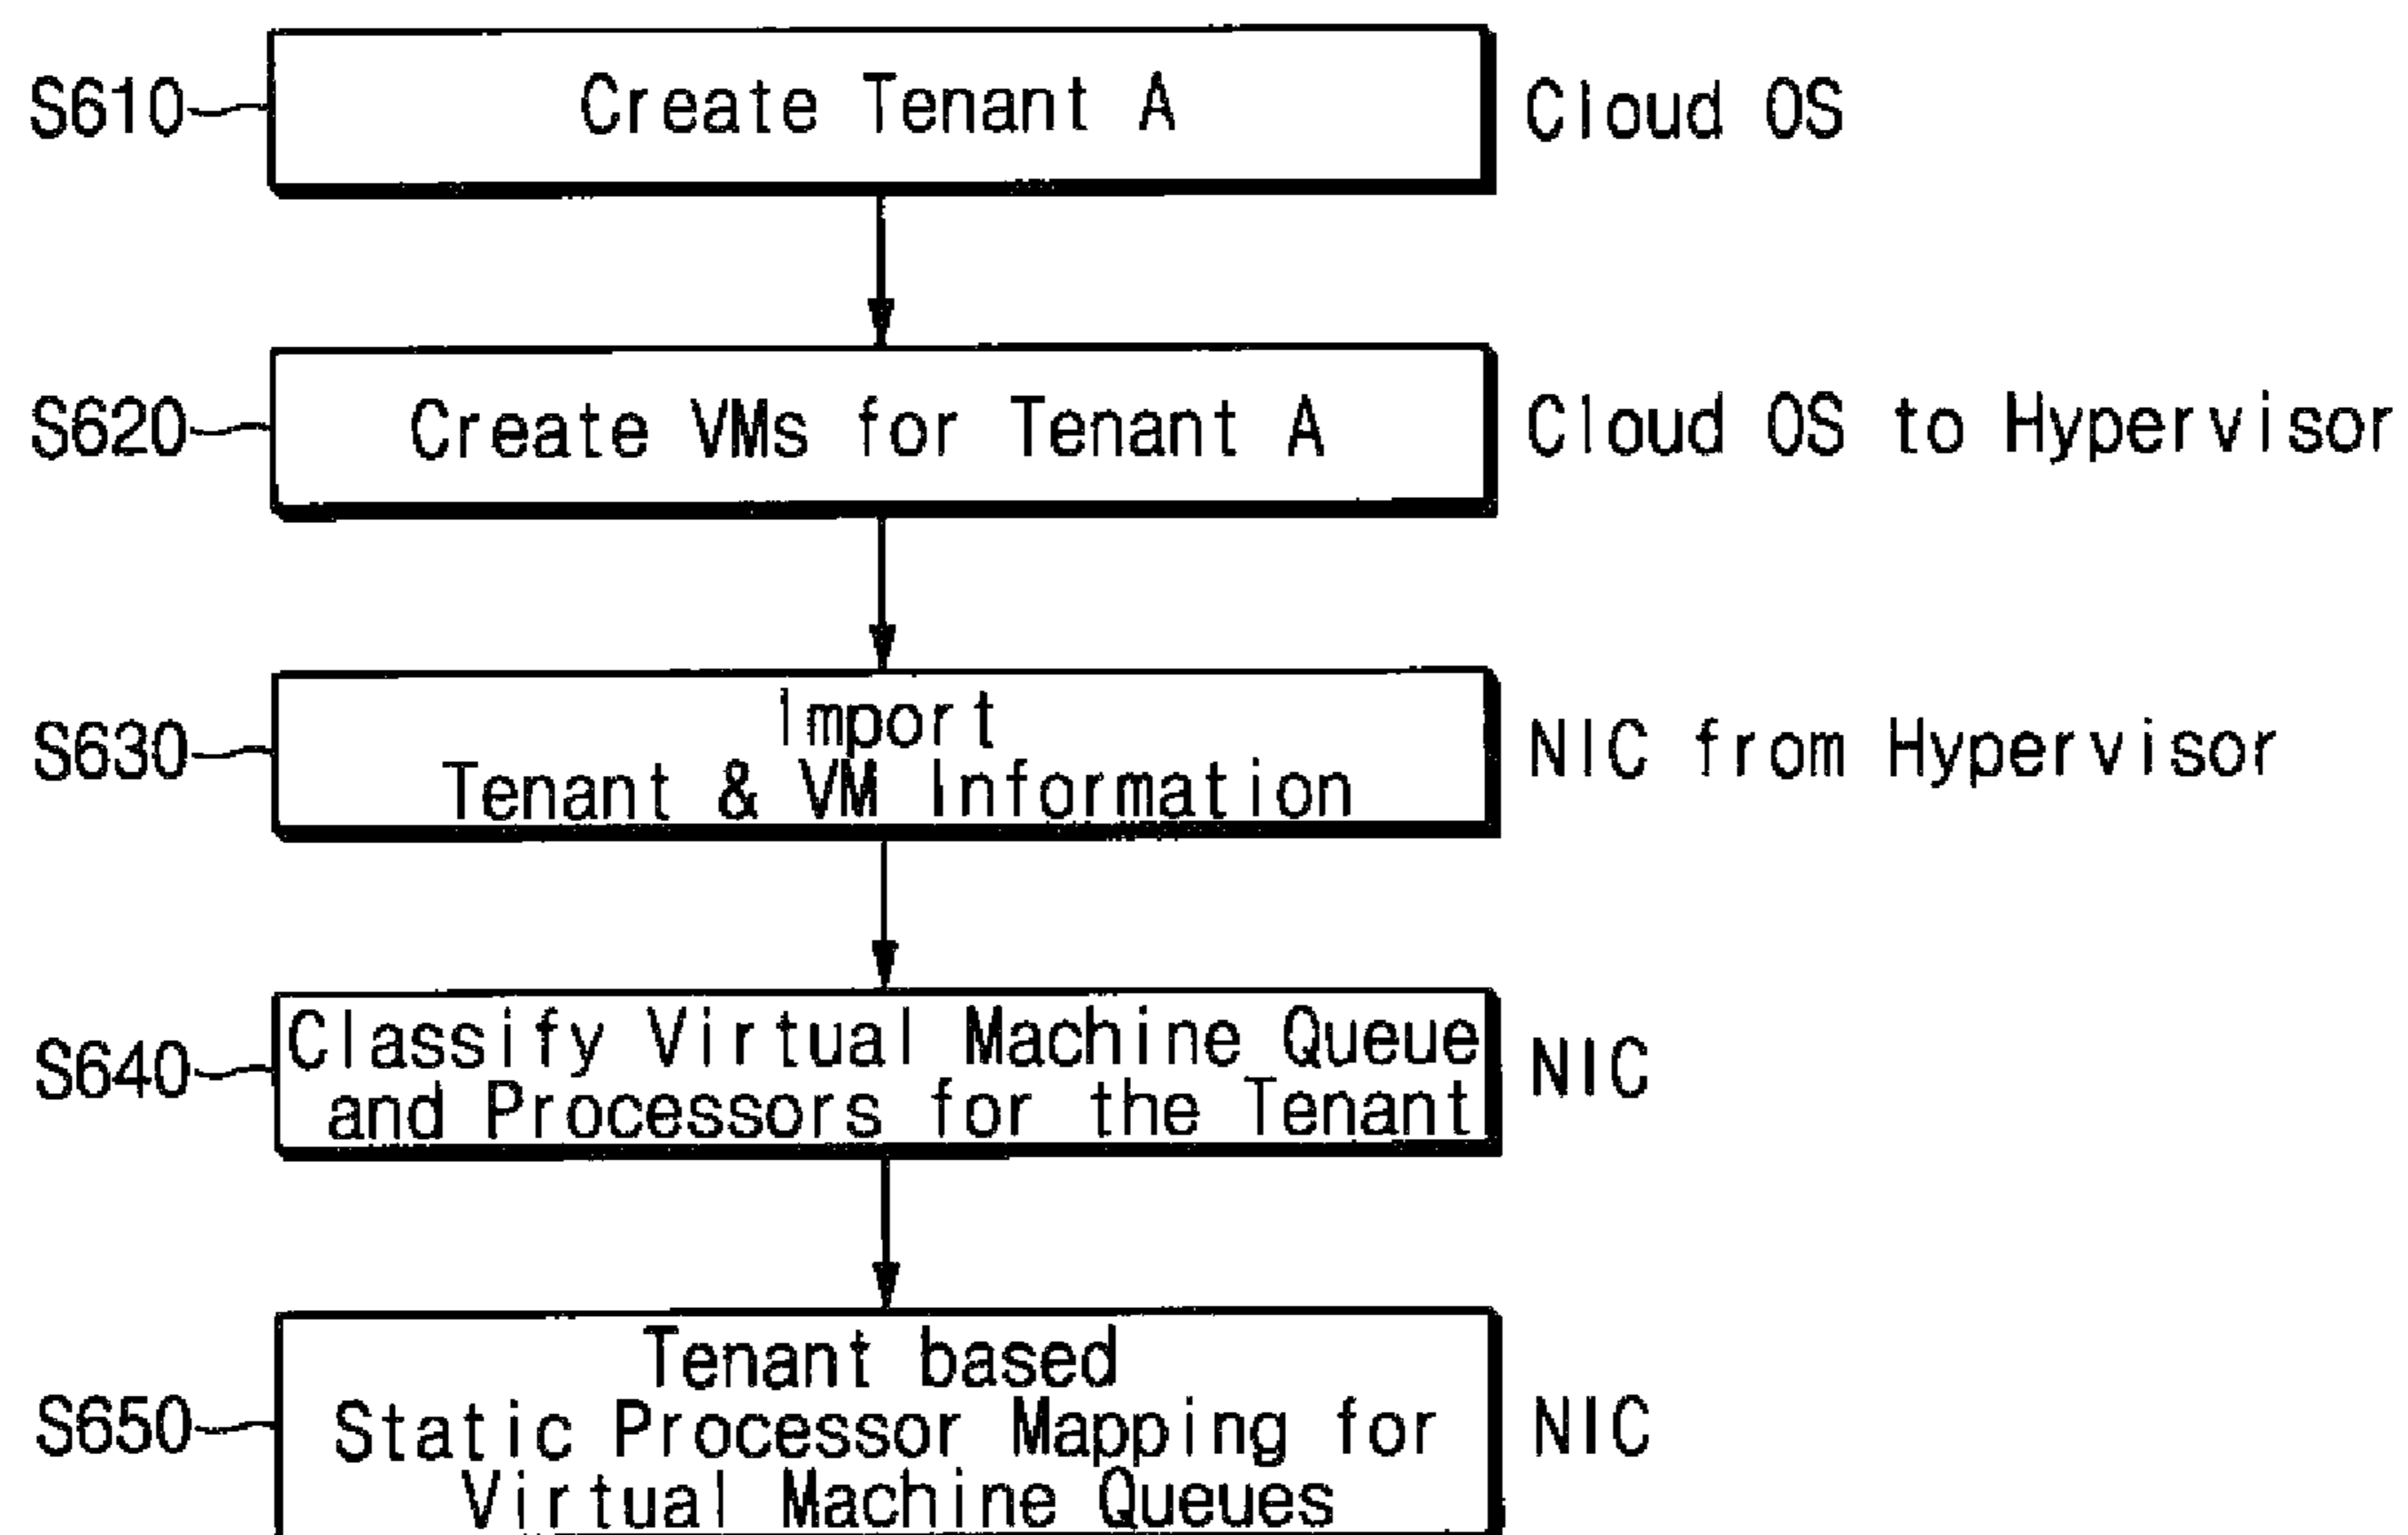 S610
Create Tenant A
Cloud OS
S620
Create VMs for Tenant A
Cloud OS to Hypervisor
S630
Import
Tenant & VM Information
NIC from Hypervisor
S640
Classify Virtual Machine Queue
and Processors for the Tenant
NIC
S650
Tenant based
Static Processor Mapping for
Virtual Machine Queues
NIC